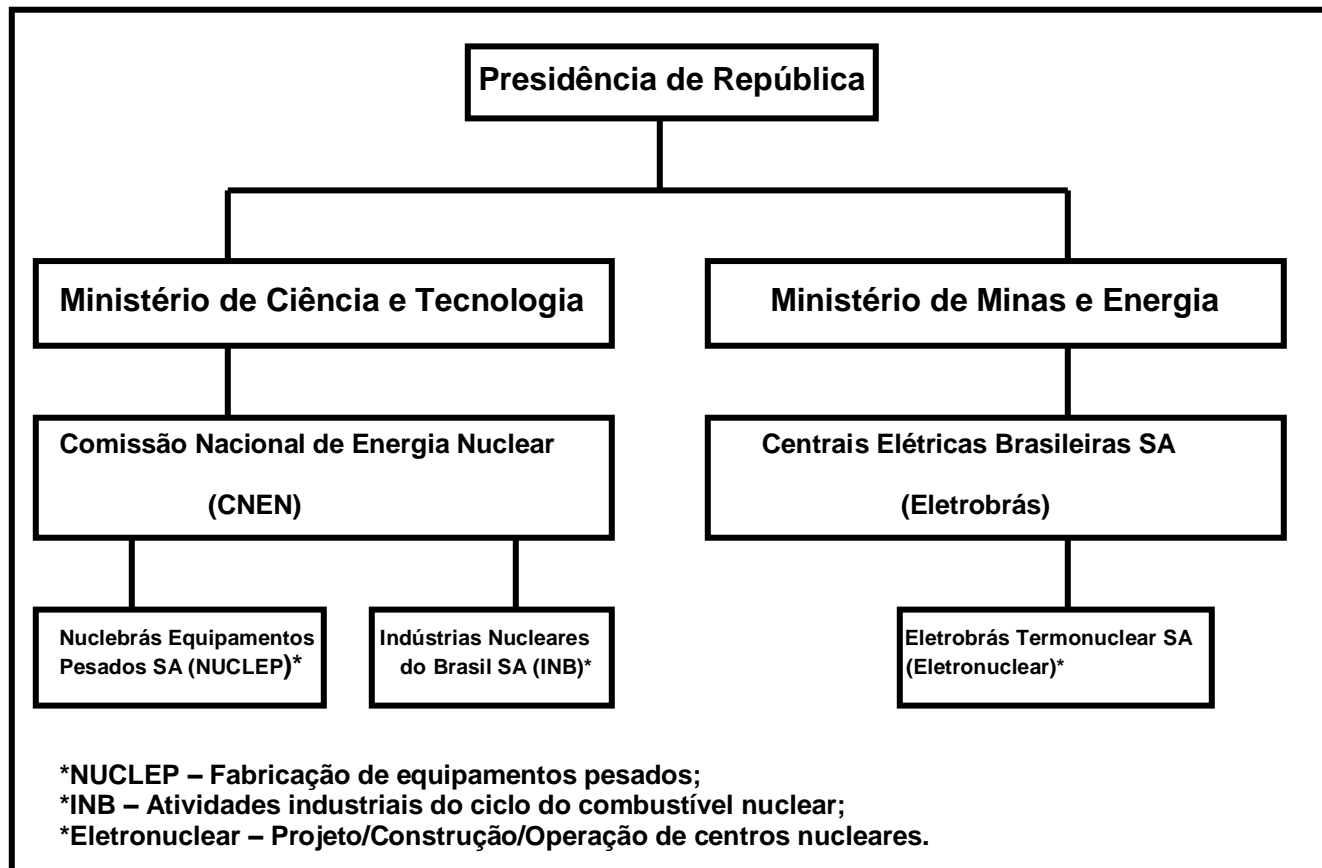 Presidência de República
Ministério de Ciência e Tecnologia
Ministério de Minas e Energia
Comissão Nacional de Energia Nuclear
(CNEN)
Centrais Elétricas Brasileiras SA
(Eletrobrás)
Nuclebrás Equipamentos
Pesados SA (NUCLEP)*
Indústrias Nucleares
do Brasil SA (INB)*
Eletrobrás Termonuclear SA
(Eletronuclear)*
*NUCLEP – Fabricação de equipamentos pesados;
*INB – Atividades industriais do ciclo do combustível nuclear;
*Eletronuclear – Projeto/Construção/Operação de centros nucleares.